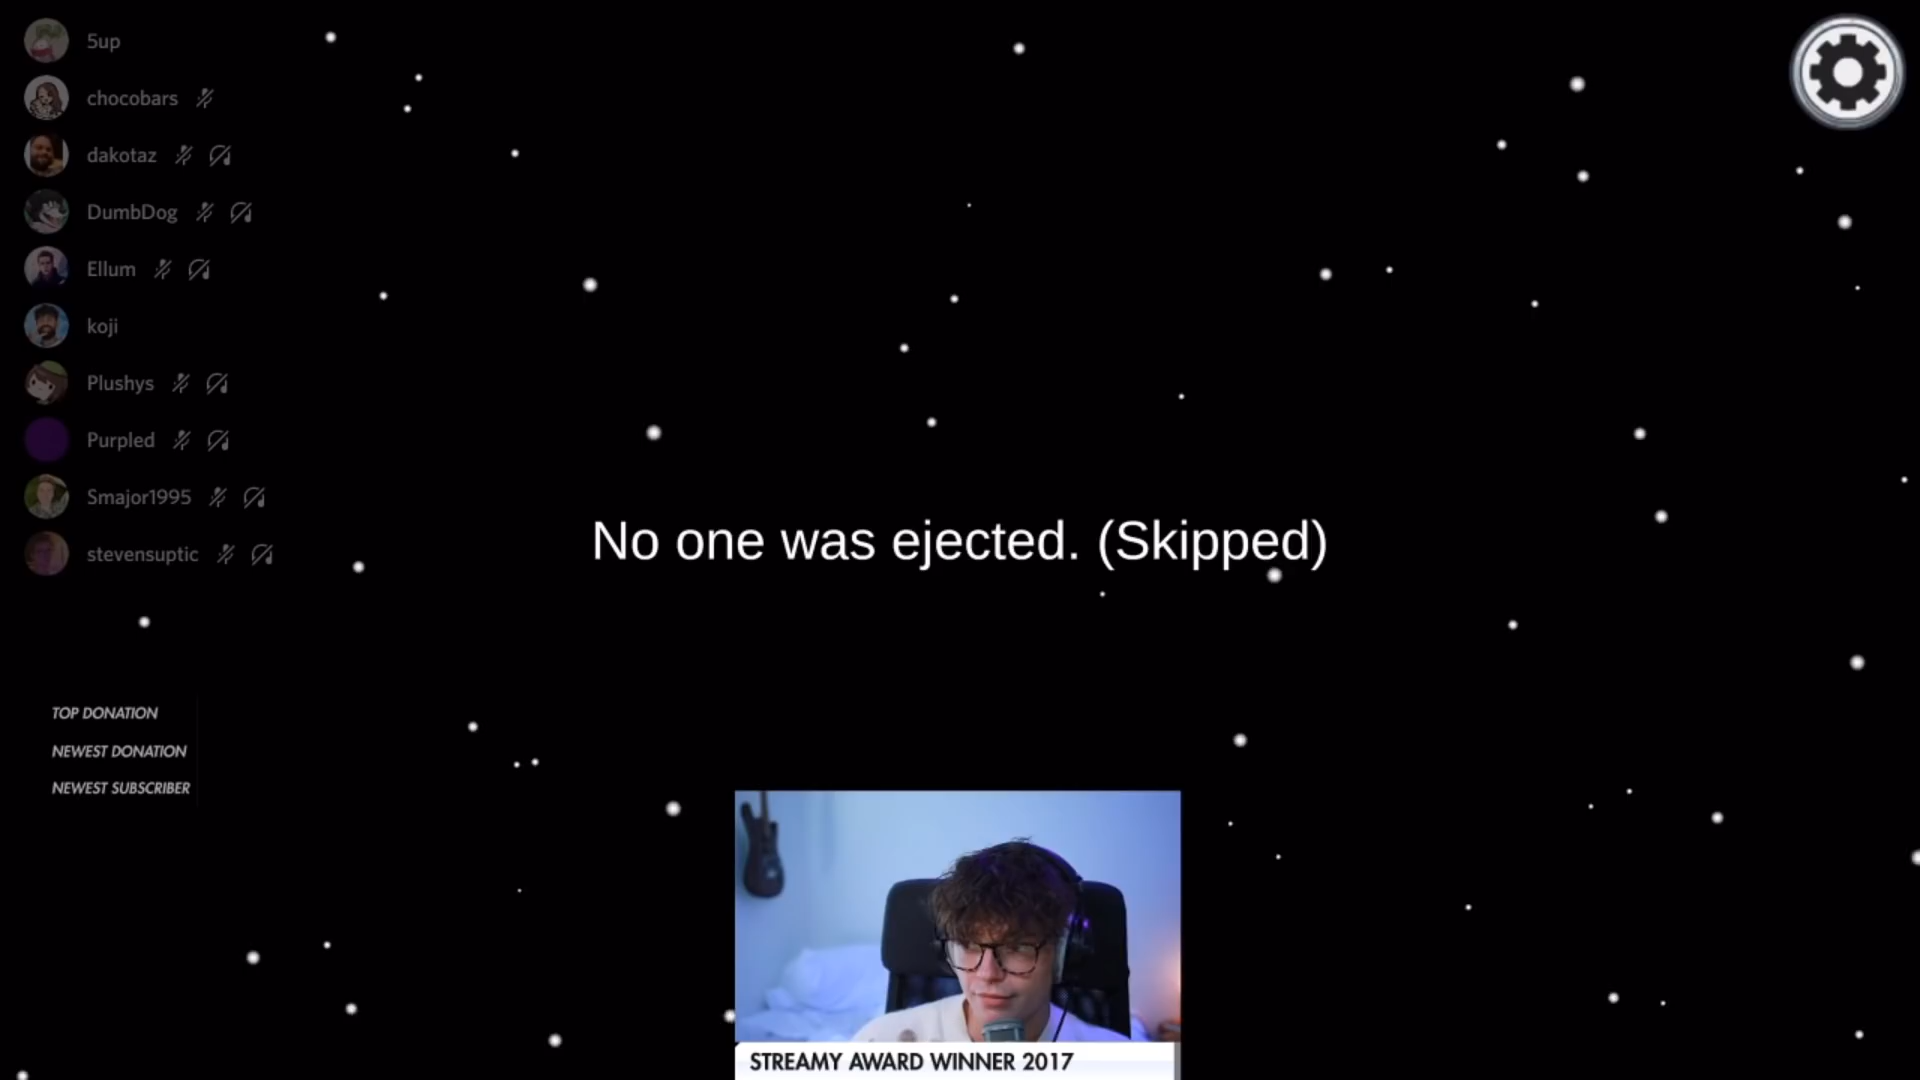 5up
chocobars
dakotaz
DumbDog
Ellum
koji
Plushys
Purpled
Smajor1995
stevensuptic
No one was ejected. (Skipped)
TOP DONATION
NEWEST DONATION
NEWEST SUBSCRIBER
STREAMY AWARD WINNER 2017